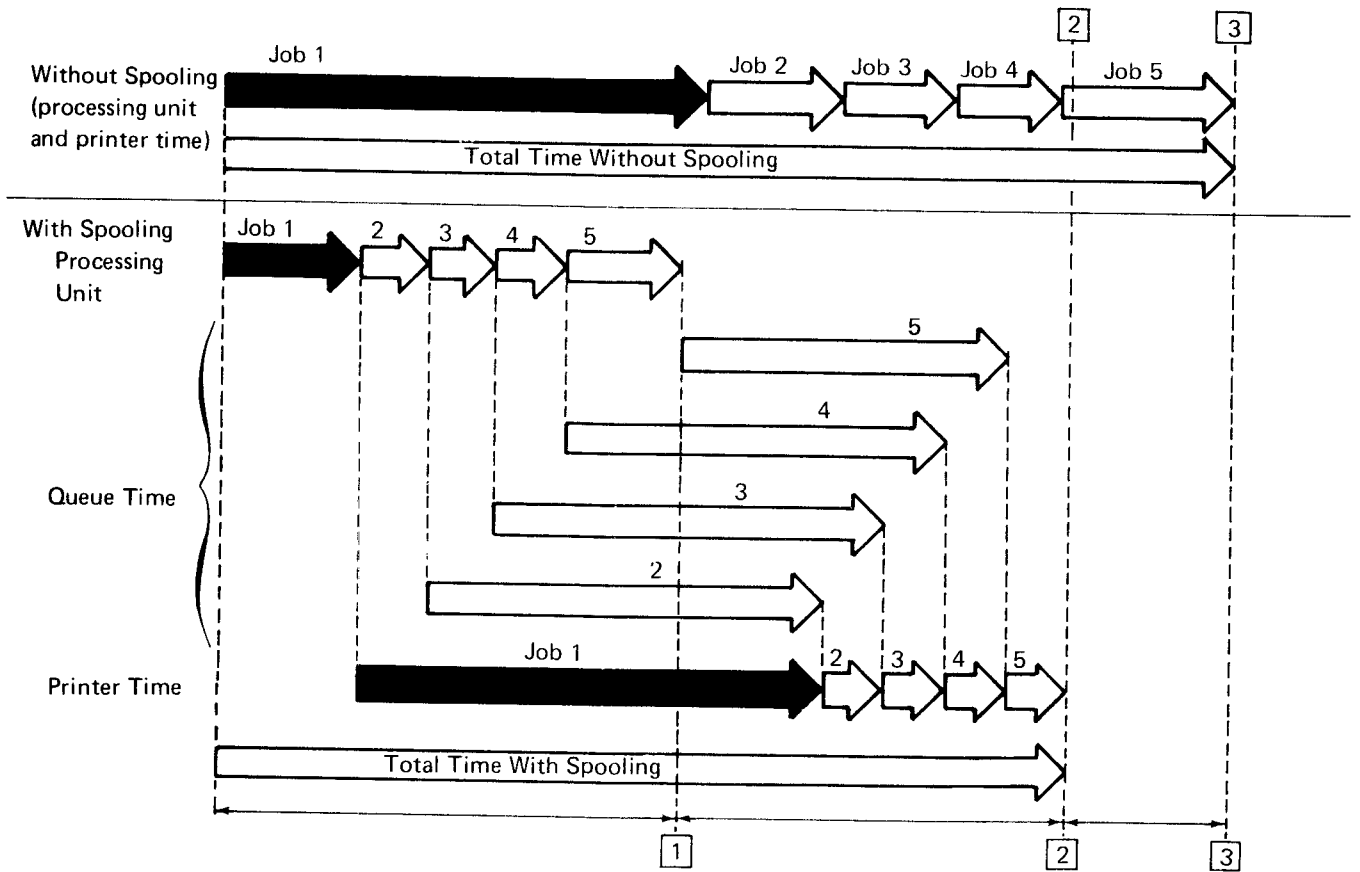 2
3
Job 1
Job 2
Job 3
Job 4
Job 5
Without Spooling
(processing unit
and printer time)
Total Time Without Spooling
With Spooling
Processing
Unit
Job 1
2
3
4
5
5
4
Queue Time
3
2
Printer Time
Job 1
2
3
4
5
Total Time With Spooling
1
2
3